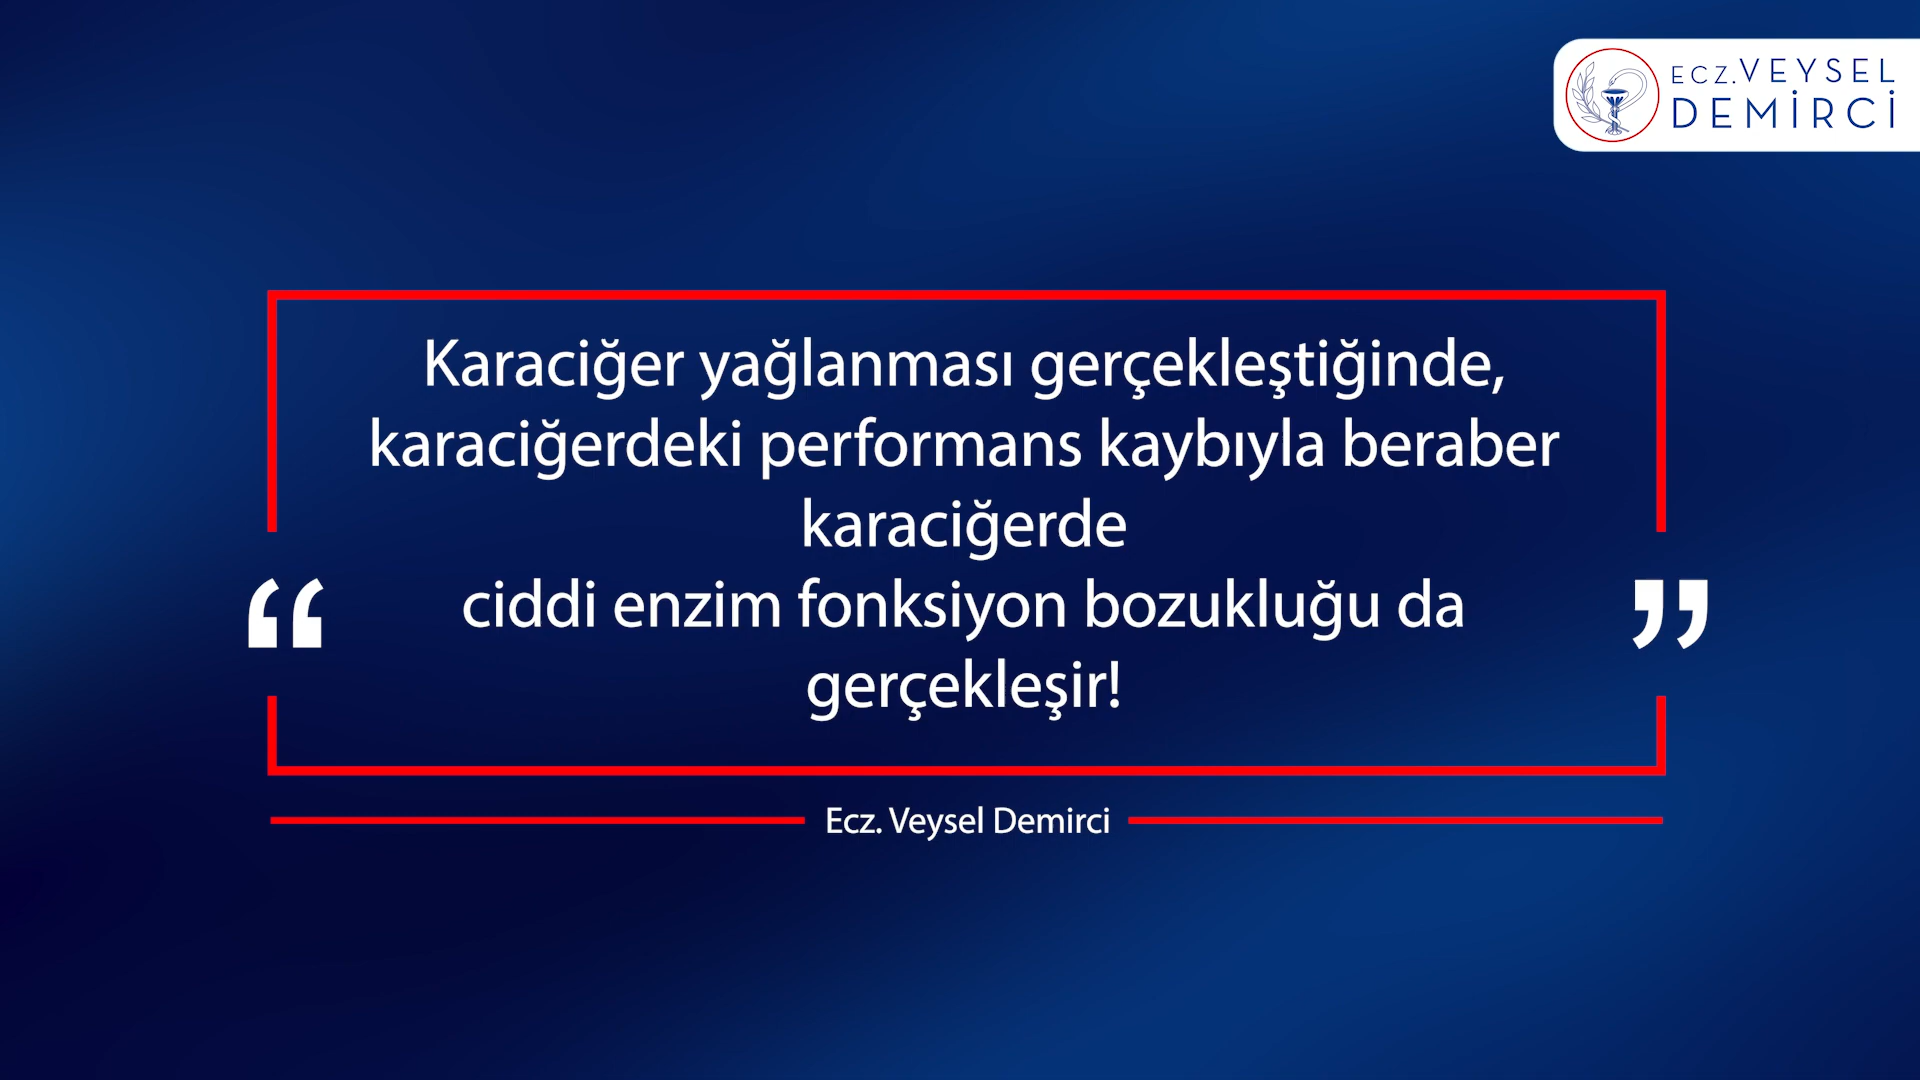 ECZ. VEYSEL
DEMİRCİ
Karaciğer yağlanması gerçekleştiğinde,
karaciğerdeki performans kaybıyla beraber
karaciğerde
ciddi enzim fonksiyon bozukluğu da
gerçekleşir!
“ ”
Ecz. Veysel Demirci